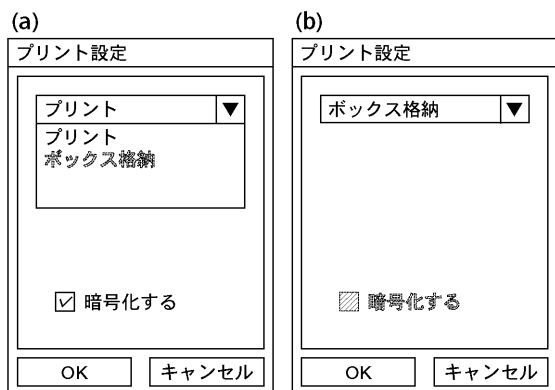 (a)
プリント設定
プリント
プリント
ボックス格納
暗号化する
OK
キャンセル
(b)
プリント設定
ボックス格納
暗号化する
OK
キャンセル